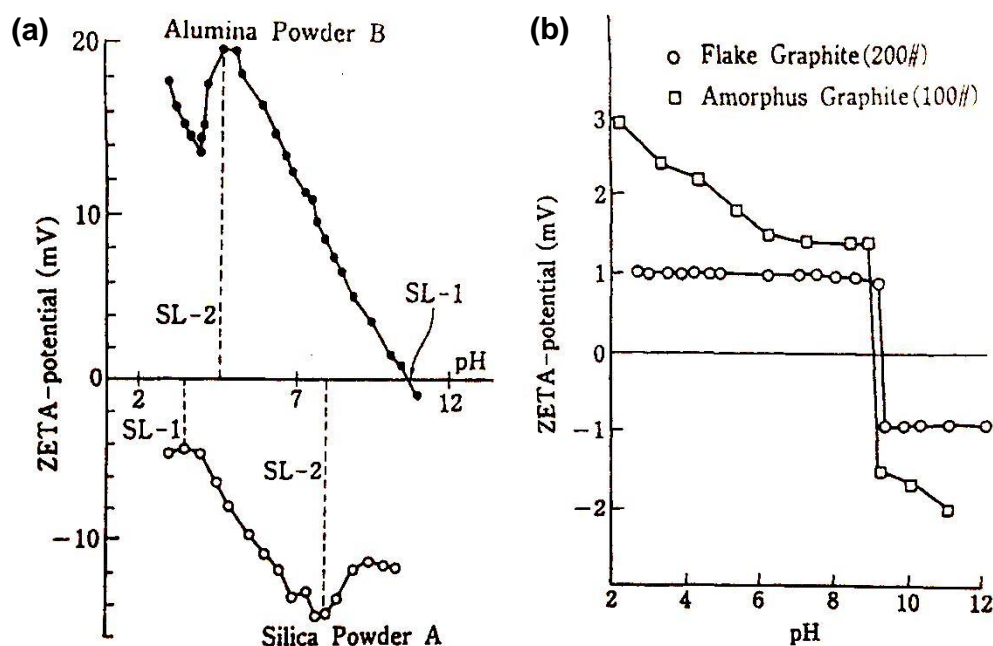 (a)
Alumina Powder B
20
10
0
-10
ZETA-potential (mV)
SL-2
SL-1
pH
2
7
12
SL-1
SL-2
Silica Powder A
(b)
Flake Graphite(200#)
Amorphus Graphite(100#)
3
2
1
0
-1
-2
ZETA-potential (mV)
2
4
6
8
10
12
pH